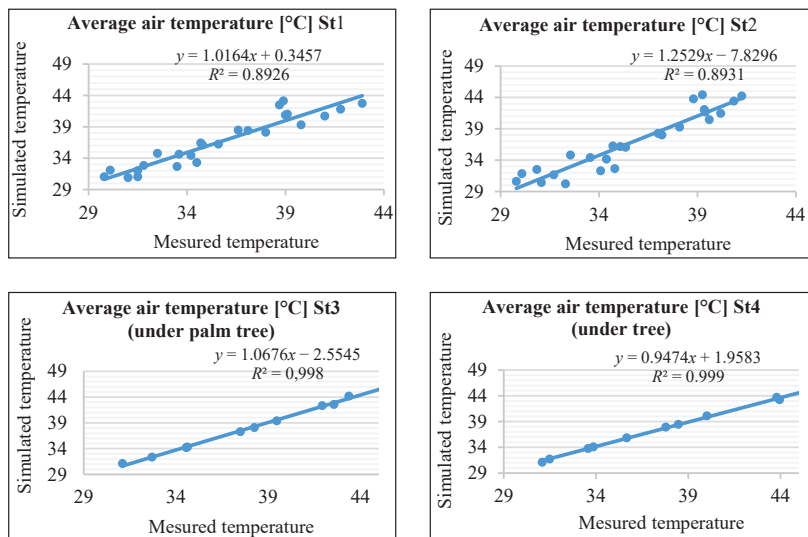 Average air temperature [°C] St1
y = 1.0164x + 0.3457
R² = 0.8926
Simulated temperature
49
44
39
34
29
29 34 39 44
Mesured temperature
Average air temperature [°C] St2
y = 1.2529x − 7.8296
R² = 0.8931
Simulated temperature
49
44
39
34
29
29 34 39 44
Mesured temperature
Average air temperature [°C] St3
(under palm tree)
y = 1.0676x − 2.5545
R² = 0,998
Simulated temperature
49
44
39
34
29
29 34 39 44
Mesured temperature
Average air temperature [°C] St4
(under tree)
y = 0.9474x + 1.9583
R² = 0.999
Simulated temperature
49
44
39
34
29
29 34 39 44
Mesured temperature